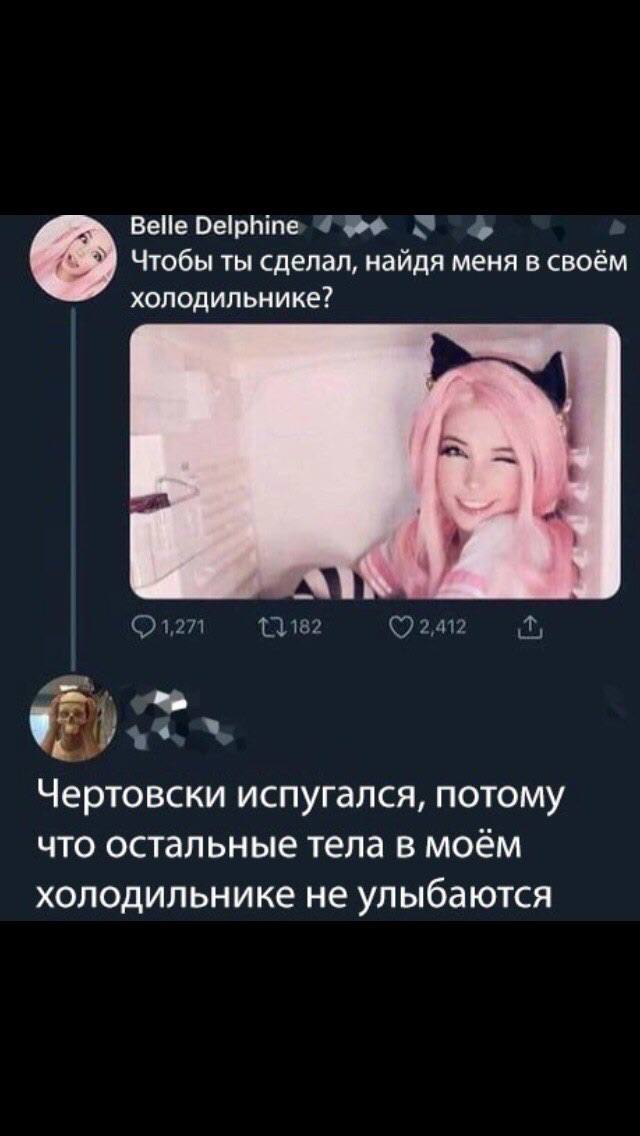 Belle Delphine
Чтобы ты сделал, найдя меня в своём
холодильнике?
1,271 182 2,412
Чертовски испугался, потому
что остальные тела в моём
холодильнике не улыбаются